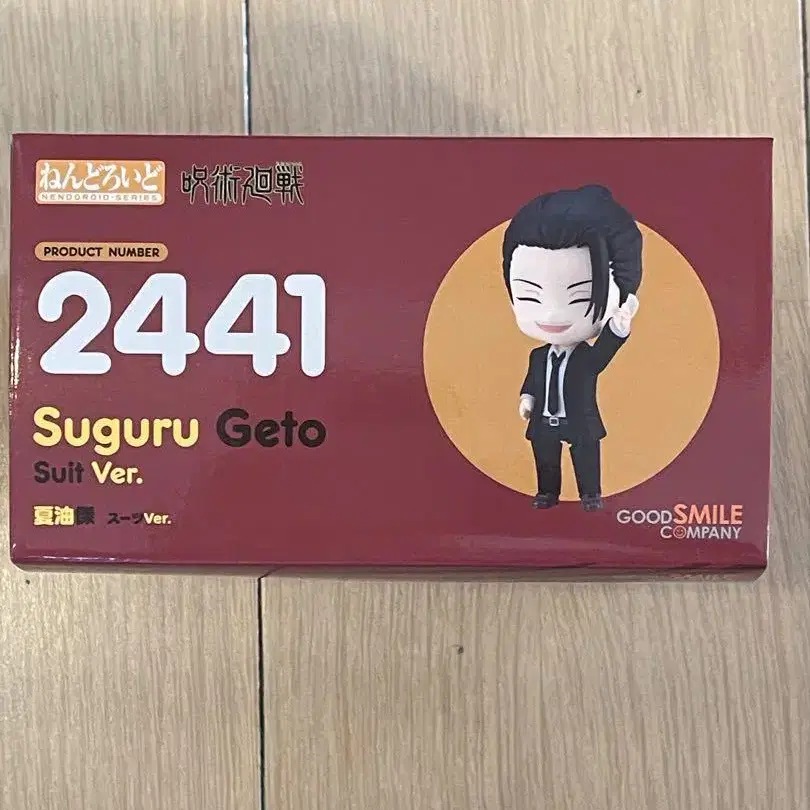 ねんどろいど
NENDOROID-SERIES
呪術廻戦
PRODUCT NUMBER
2441
Suguru Geto
Suit Ver.
夏油傑 スーツVer.
GOOD SMILE
COMPANY